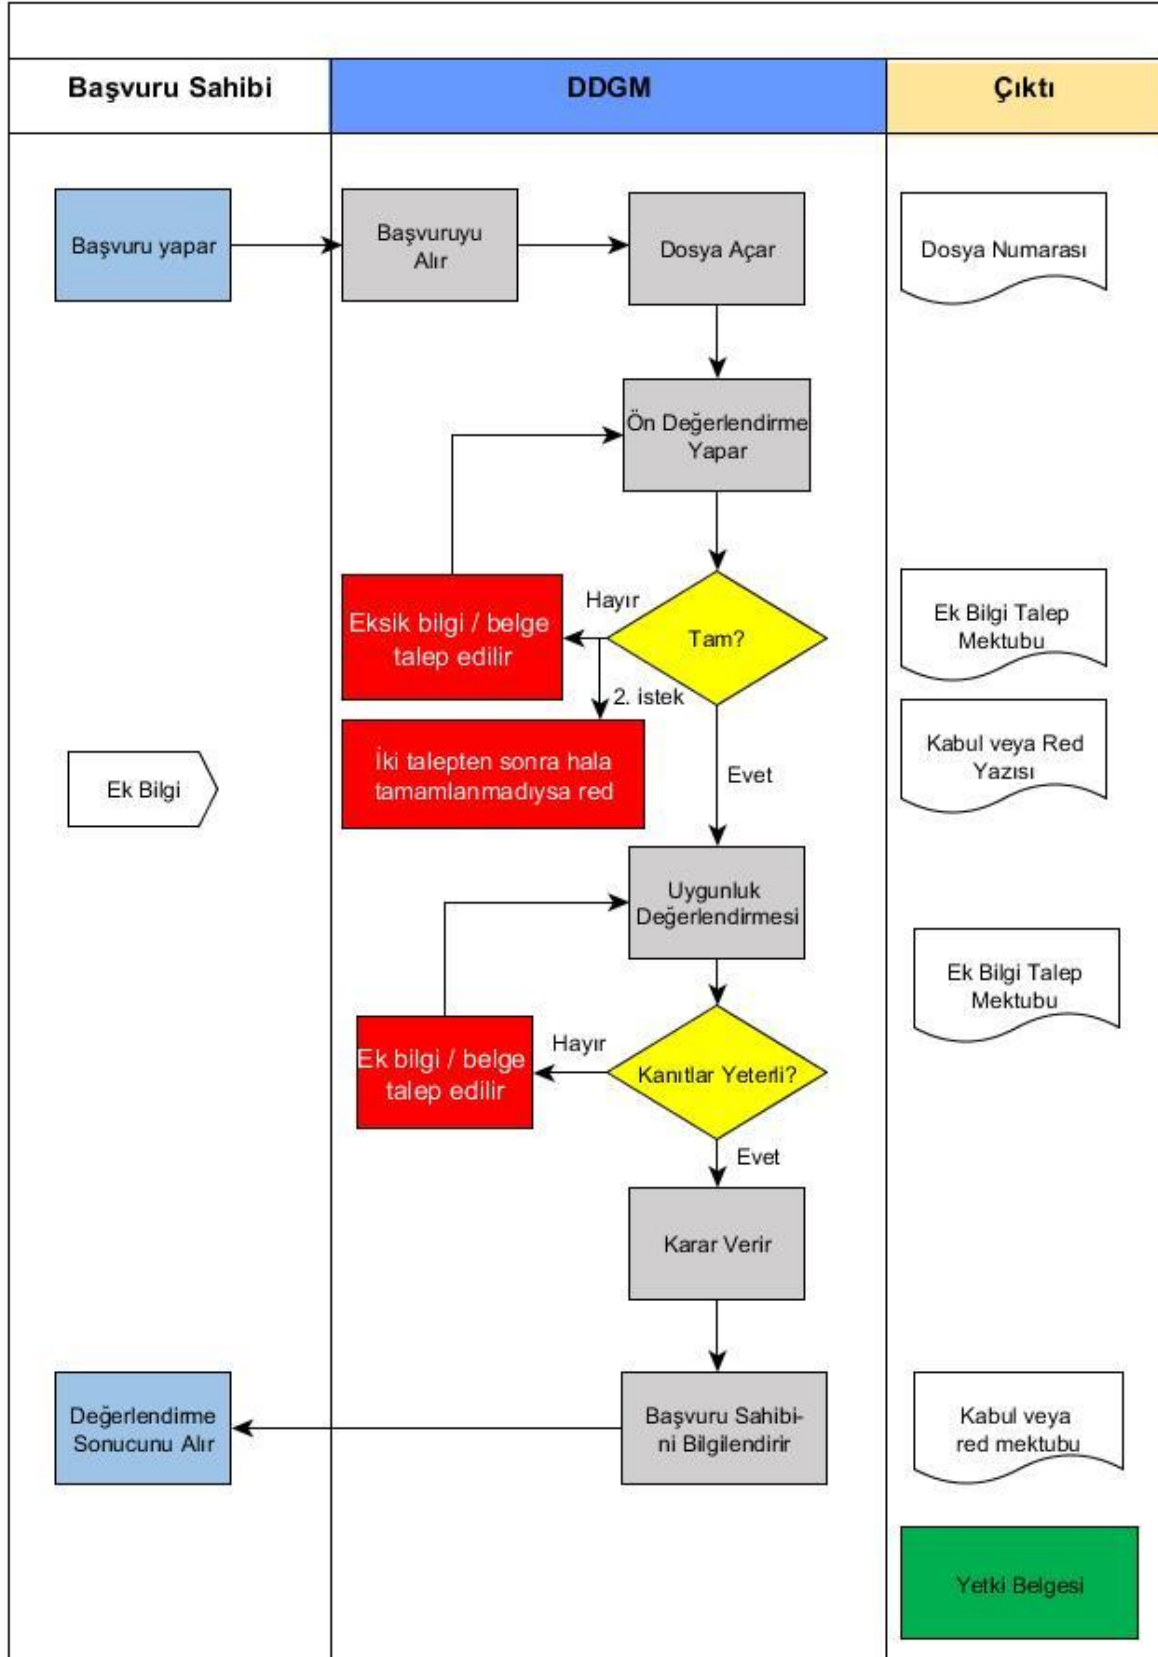 Başvuru Sahibi
DDGM
Çıktı
Başvuru yapar
Başvuruyu
Alır
Dosya Açar
Dosya Numarası
Ön Değerlendirme
Yapar
Eksik bilgi / belge
talep edilir
Hayır
Tam?
Ek Bilgi Talep
Mektubu
2. istek
İki talepten sonra hala
tamamlanmadıysa red
Evet
Kabul veya Red
Yazısı
Ek Bilgi
Uygunluk
Değerlendirmesi
Ek Bilgi Talep
Mektubu
Ek bilgi / belge
talep edilir
Hayır
Kanıtlar Yeterli?
Evet
Karar Verir
Değerlendirme
Sonucunu Alır
Başvuru Sahibi-
ni Bilgilendirir
Kabul veya
red mektubu
Yetki Belgesi